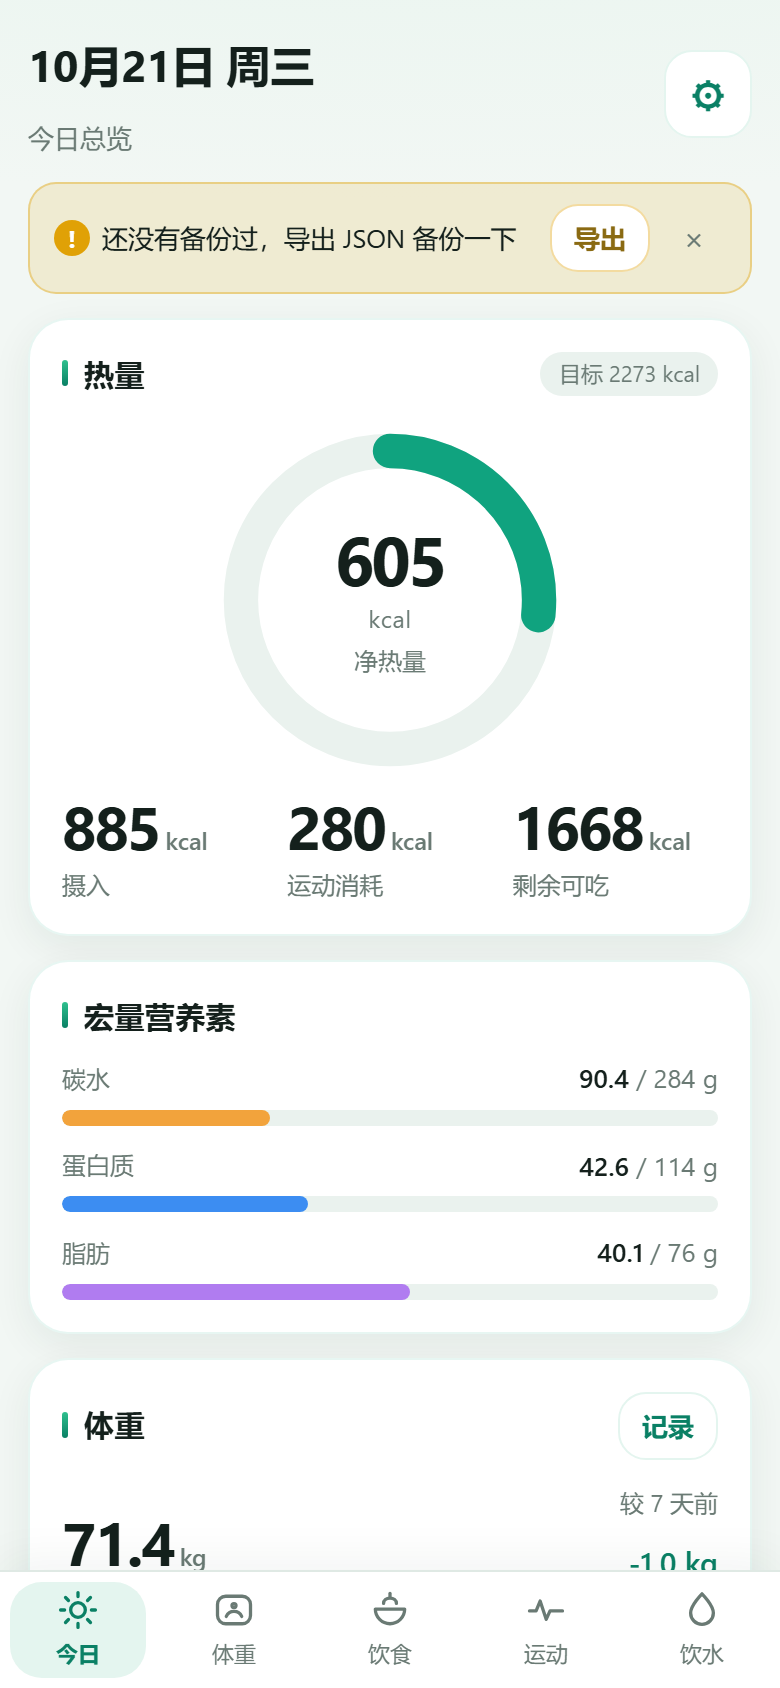 10月21日 周三
今日总览
! 还没有备份过，导出 JSON 备份一下 导出 ×
热量 目标 2273 kcal
605
kcal
净热量
885 kcal 280 kcal 1668 kcal
摄入 运动消耗 剩余可吃
宏量营养素
碳水 90.4 / 284 g
蛋白质 42.6 / 114 g
脂肪 40.1 / 76 g
体重 记录
较 7 天前
71.4 kg -1.0 kg
今日 体重 饮食 运动 饮水